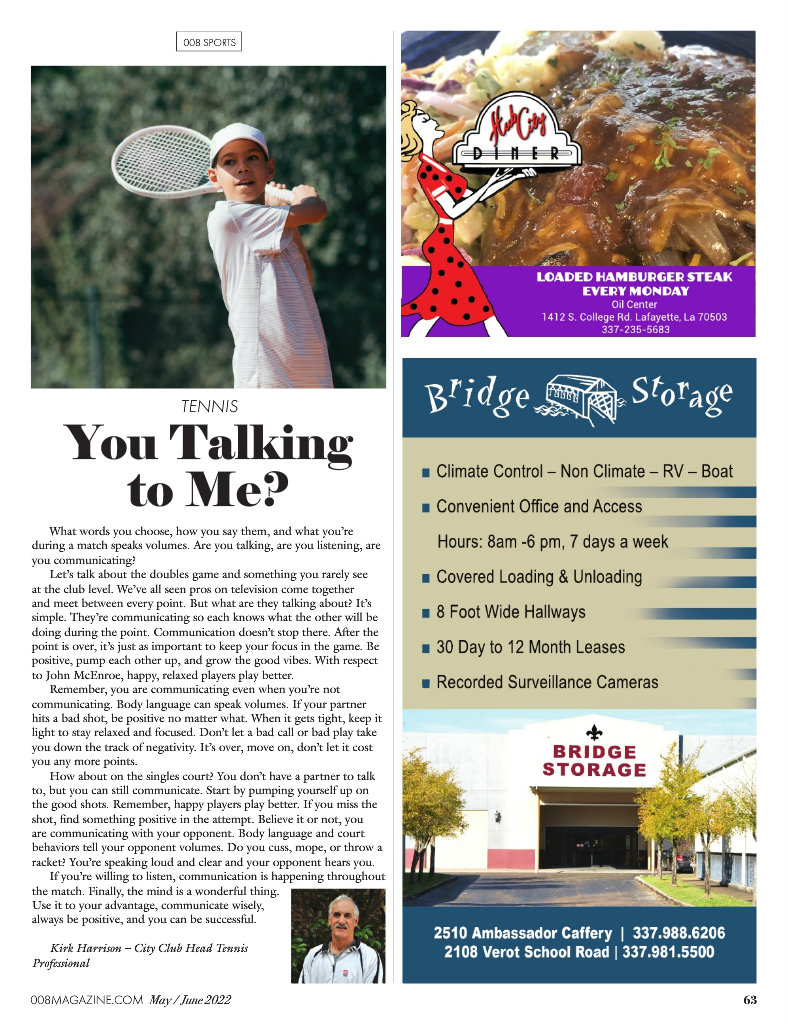 008 SPORTS
TENNIS
You Talking
to Me?
What words you choose, how you say them, and what you're
during a match speaks volumes. Are you talking, are you listening, are
you communicating?
Let's talk about the doubles game and something you rarely see
at the club level. We've all seen pros on television come together
and meet between every point. But what are they talking about? It's
simple. They're communicating so each knows what the other will be
doing during the point. Communication doesn't stop there. After the
point is over, it's just as important to keep your focus in the game. Be
positive, pump each other up, and grow the good vibes. With respect
to John McEnroe, happy, relaxed players play better.
Remember, you are communicating even when you're not
communicating. Body language can speak volumes. If your partner
hits a bad shot, be positive no matter what. When it gets tight, keep it
light to stay relaxed and focused. Don't let a bad call or bad play take
you down the track of negativity. It's over, move on, don't let it cost
you any more points.
How about on the singles court? You don't have a partner to talk
to, but you can still communicate. Start by pumping yourself up on
the good shots. Remember, happy players play better. If you miss the
shot, find something positive in the attempt. Believe it or not, you
are communicating with your opponent. Body language and court
behaviors tell your opponent volumes. Do you cuss, mope, or throw a
racket? You're speaking loud and clear and your opponent hears you.
If you're willing to listen, communication is happening throughout
the match. Finally, the mind is a wonderful thing.
Use it to your advantage, communicate wisely,
always be positive, and you can be successful.
Kirk Harrison – City Club Head Tennis
Professional
008MAGAZINE.COM May / June 2022
Hub City
DINER
LOADED HAMBURGER STEAK
EVERY MONDAY
Oil Center
1412 S. College Rd. Lafayette, La 70503
337-235-5683
Bridge Storage
Climate Control – Non Climate – RV – Boat
Convenient Office and Access
Hours: 8am -6 pm, 7 days a week
Covered Loading & Unloading
8 Foot Wide Hallways
30 Day to 12 Month Leases
Recorded Surveillance Cameras
BRIDGE
STORAGE
2510 Ambassador Caffery | 337.988.6206
2108 Verot School Road | 337.981.5500
63